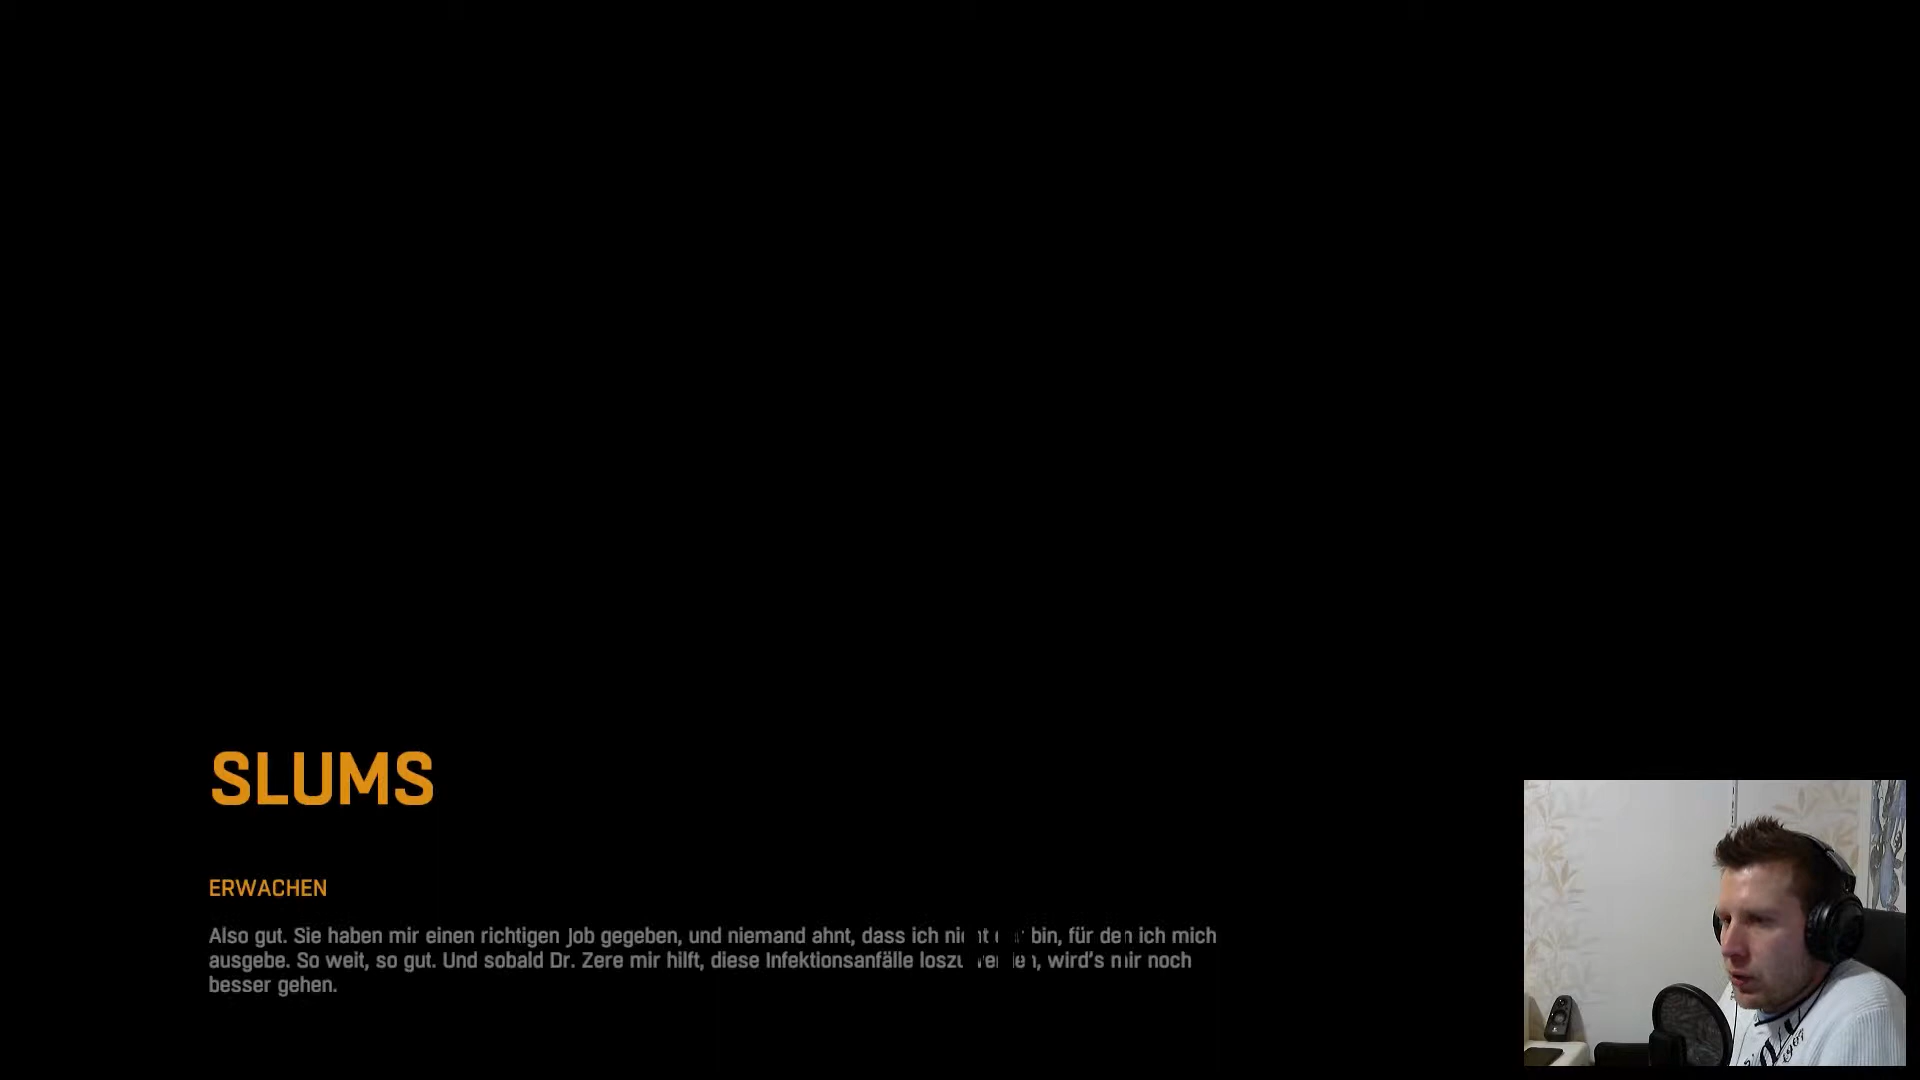 SLUMS
ERWACHEN
Also gut. Sie haben mir einen richtigen Job gegeben, und niemand ahnt, dass ich bin, für den ich mich
ausgebe. So weit, so gut. Und sobald Dr. Zere mir hilft, diese Infektionsanfälle wird's mir noch
besser gehen.
1967